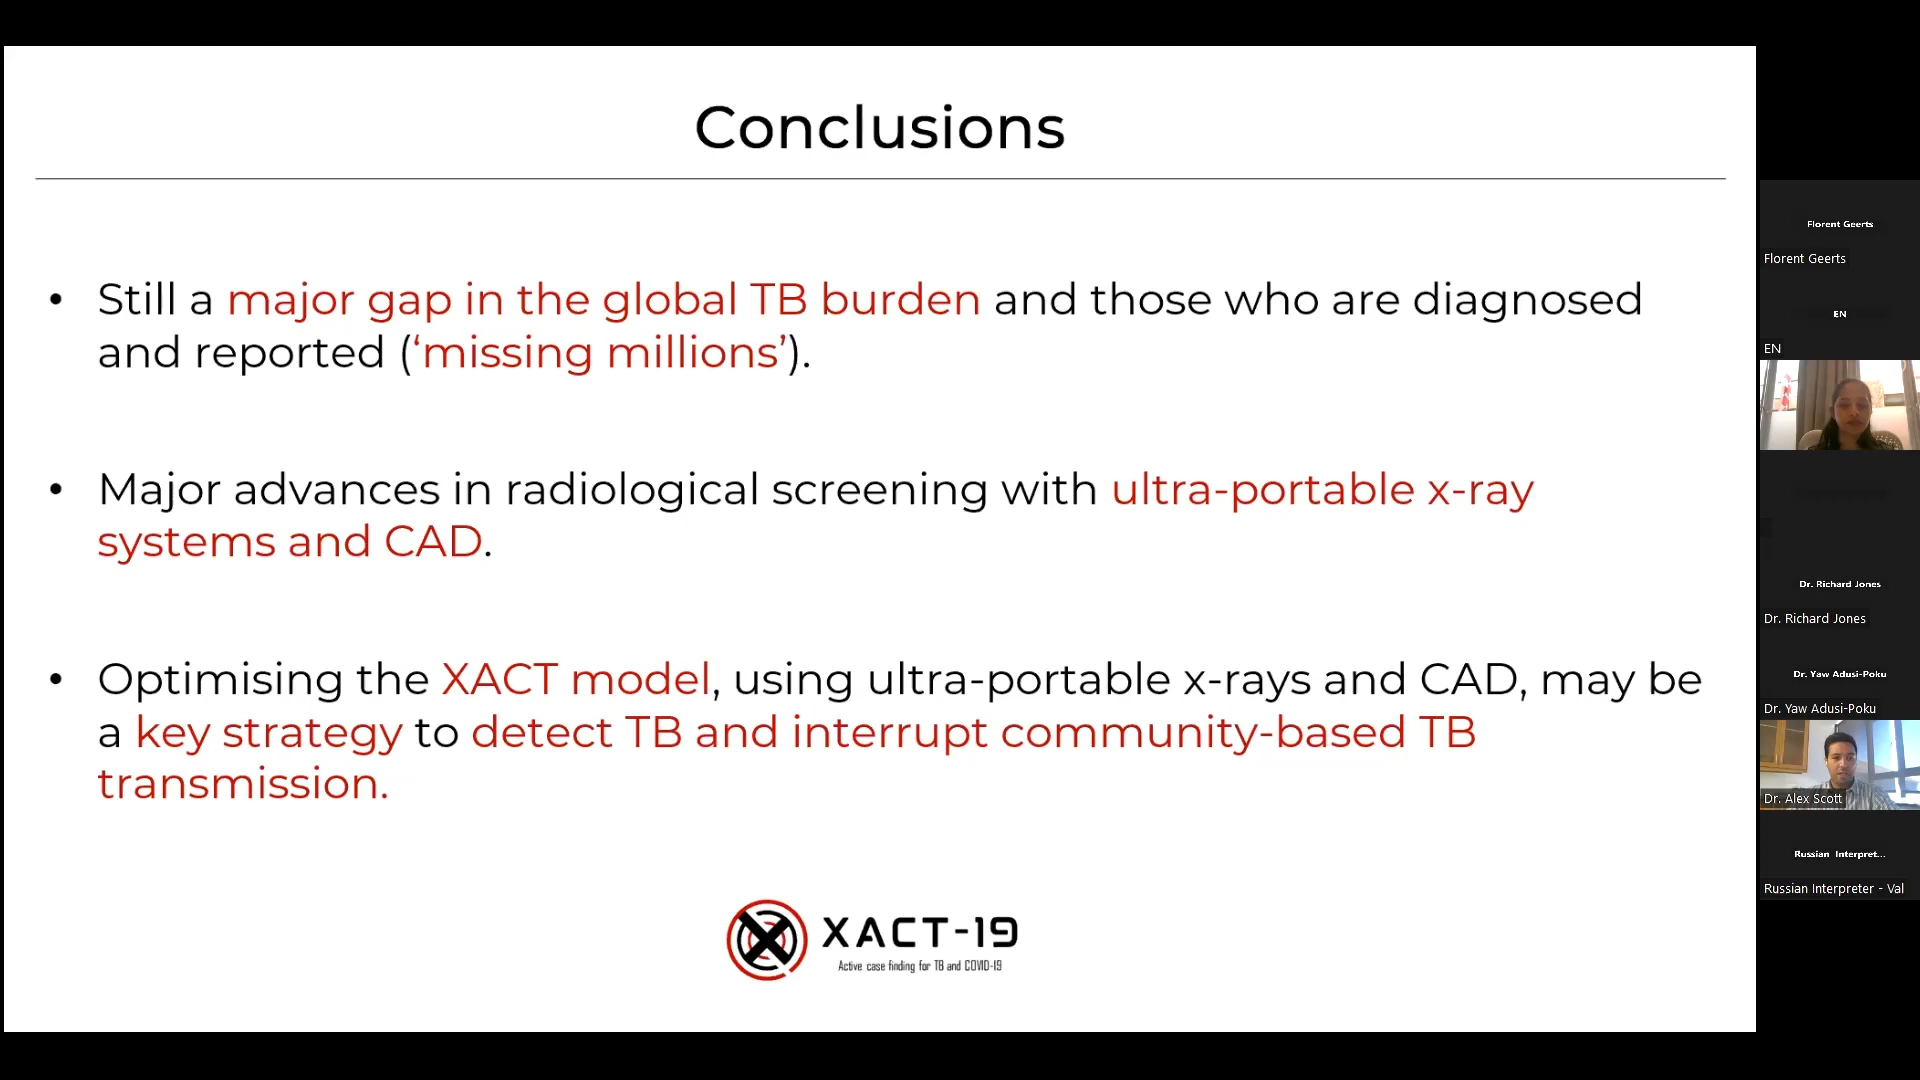 Conclusions
• Still a major gap in the global TB burden and those who are diagnosed
and reported (‘missing millions’).
• Major advances in radiological screening with ultra-portable x-ray
systems and CAD.
• Optimising the XACT model, using ultra-portable x-rays and CAD, may be
a key strategy to detect TB and interrupt community-based TB
transmission.
XACT-19
Active case finding for TB and COVID-19
Florent Geerts
Florent Geerts
EN
EN
Dr. Richard Jones
Dr. Richard Jones
Dr. Yaw Adusi-Poku
Dr. Yaw Adusi-Poku
Dr. Alex Scott
Russian Interpret...
Russian Interpreter - Val